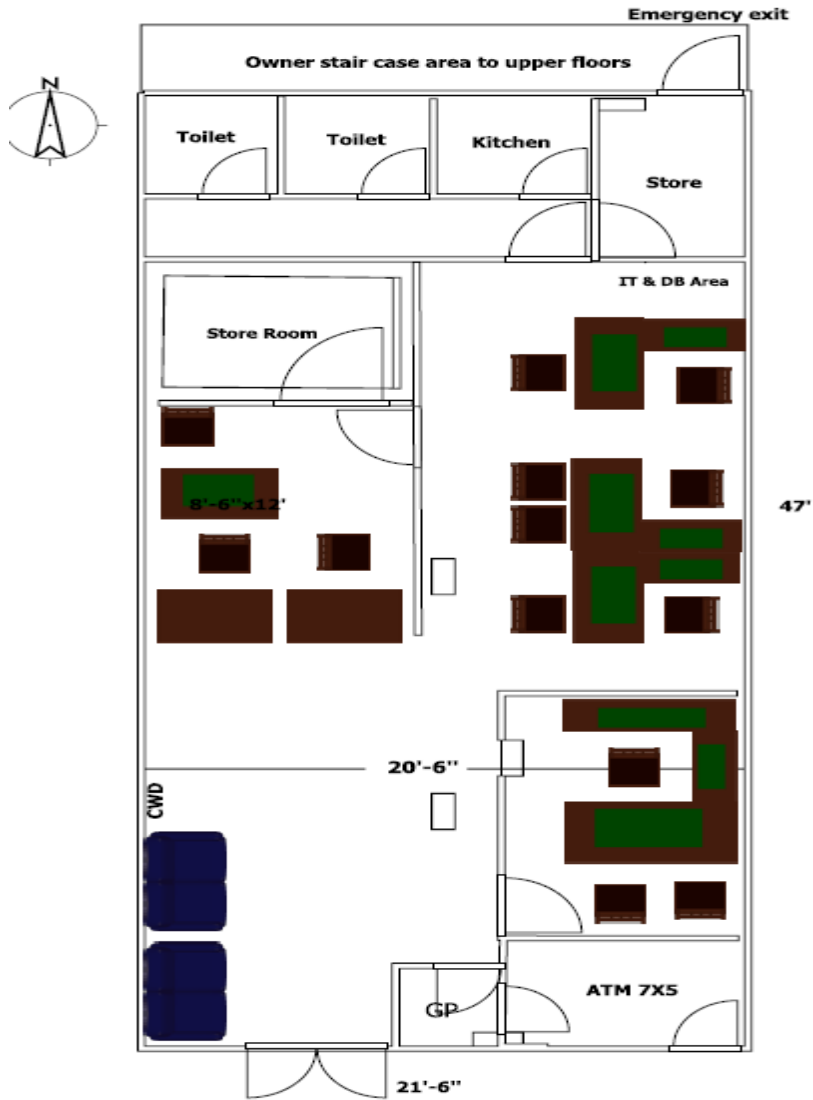 Emergency exit
Owner stair case area to upper floors
N
Toilet
Toilet
Kitchen
Store
IT & DB Area
Store Room
8'-6"x12'
47'
20'-6"
CWD
ATM 7X5
GP
21'-6"